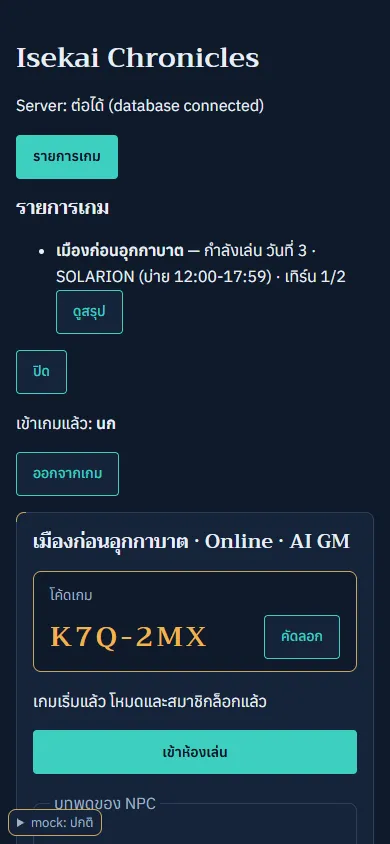 Isekai Chronicles
Server: ต่อได้ (database connected)
รายการเกม
รายการเกม
• เมืองก่อนอุกกาบาต — กำลังเล่น วันที่ 3 ·
SOLARION (บ่าย 12:00-17:59) · เทิร์น 1/2
ดูสรุป
ปิด
เข้าเกมแล้ว: นก
ออกจากเกม
เมืองก่อนอุกกาบาต · Online · AI GM
โค้ดเกม
K7Q-2MX
คัดลอก
เกมเริ่มแล้ว โหมดและสมาชิกล็อกแล้ว
เข้าห้องเล่น
บทพูดของ NPC
▶ mock: ปกติ